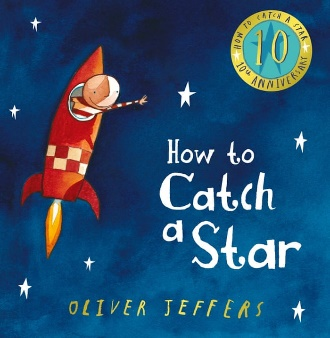 HOW TO CATCH A STAR
10
10TH ANNIVERSARY
How to
Catch
a Star
OLIVER JEFFERS